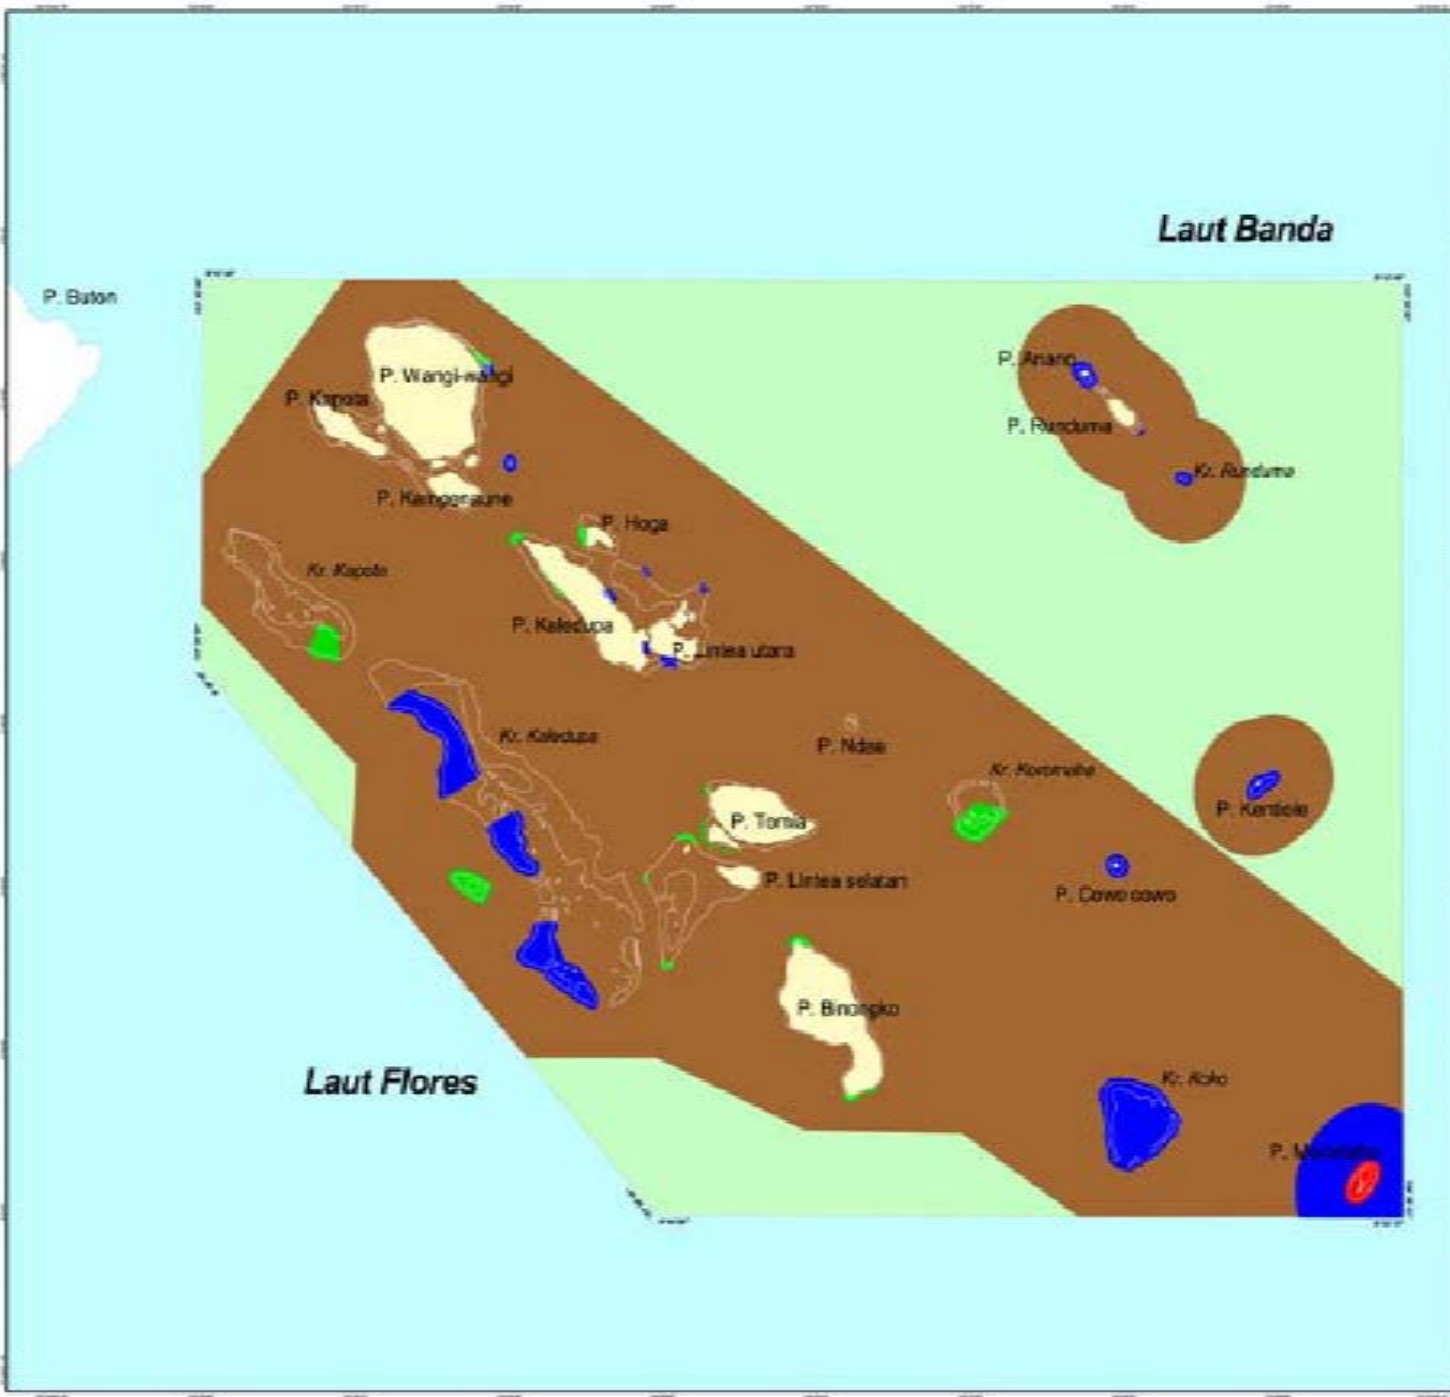 Laut Banda
P. Buton
P. Anano
P. Wangi-wangi
P. Kapota
P. Runduma
Kr. Runduma
P. Kamponaune
P. Hoga
Kr. Kapota
P. Kaledupa
P. Lintea utara
Kr. Kaledupa
P. Ndaa
Kr. Koromaha
P. Kentiole
P. Tomia
P. Lintea selatan
P. Cowo cowo
P. Binongko
Laut Flores
Kr. Koko
P.